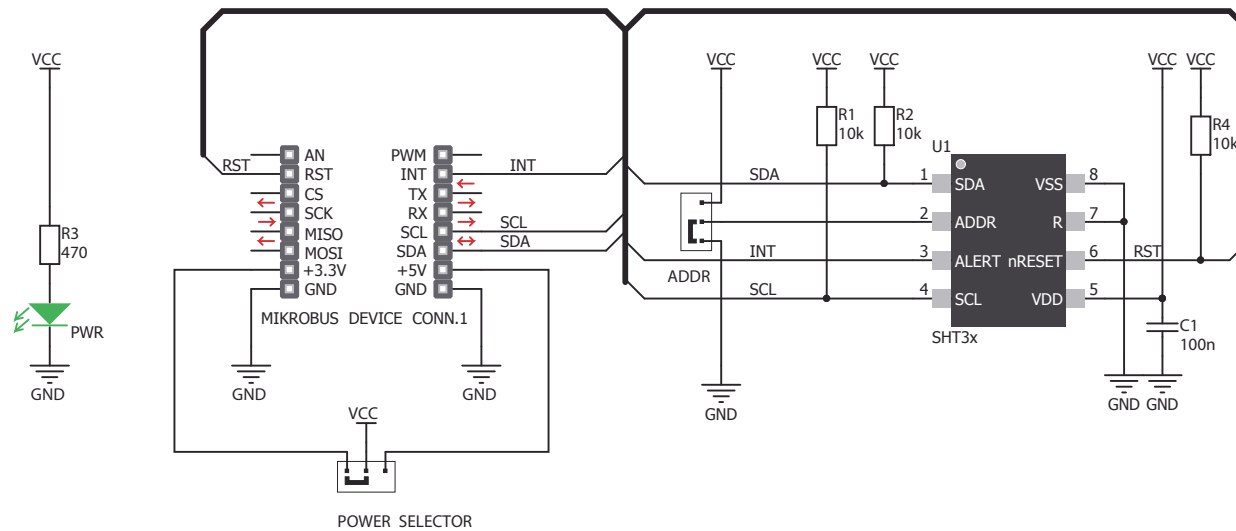 VCC
R3
470
PWR
GND
RST
AN
RST
CS
SCK
MISO
MOSI
+3.3V
GND
PWM
INT
TX
RX
SCL
SDA
+5V
GND
INT
SCL
SDA
MIKROBUS DEVICE CONN.1
GND
GND
VCC
POWER SELECTOR
VCC
VCC
VCC
R1
10k
R2
10k
SDA
INT
SCL
ADDR
GND
U1
1
2
3
4
SDA
ADDR
ALERT
SCL
VSS
R
nRESET
VDD
8
7
6
5
SHT3x
RST
VCC
VCC
R4
10k
C1
100n
GND
GND